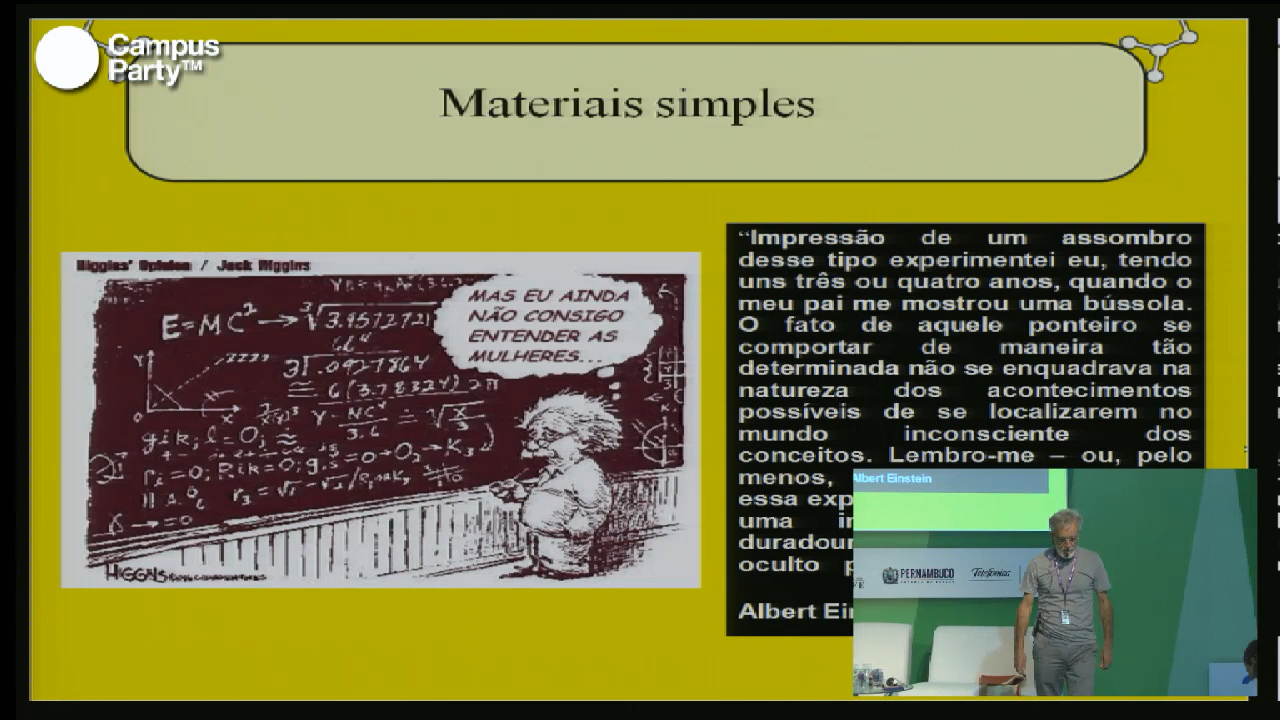 Campus
Party™
Materiais simples
Higgins' Opinion / Jack Higgins
MAS EU AINDA
NÃO CONSIGO
ENTENDER AS
MULHERES...
E=MC²
3.9572721
.0927864
HIGGINS
“Impressão de um assombro
desse tipo experimentei eu, tendo
uns três ou quatro anos, quando o
meu pai me mostrou uma bússola.
O fato de aquele ponteiro se
comportar de maneira tão
determinada não se enquadrava na
natureza dos acontecimentos
possíveis de se localizarem no
mundo inconsciente dos
conceitos. Lembro-me – ou, pelo
menos,
essa
uma
oculto
Albert
Albert Einstein
PERNAMBUCO
Telefónica